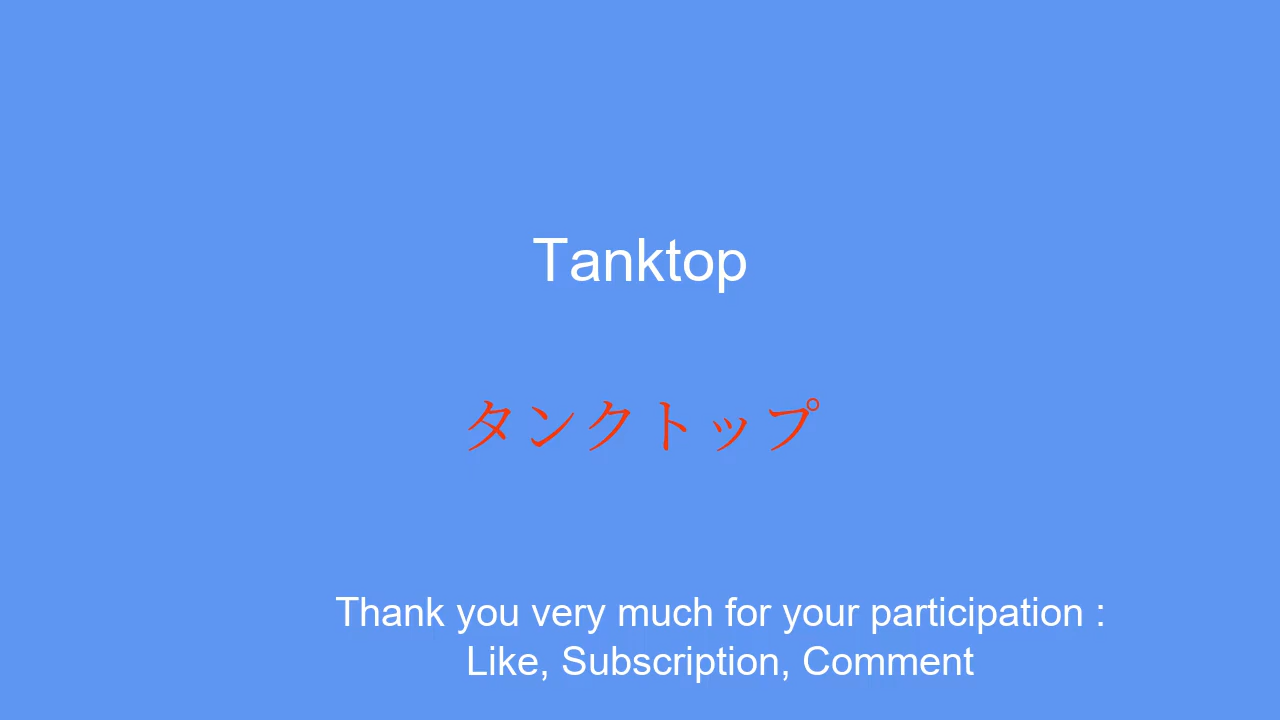 Tanktop
タンクトップ
Thank you very much for your participation :
Like, Subscription, Comment